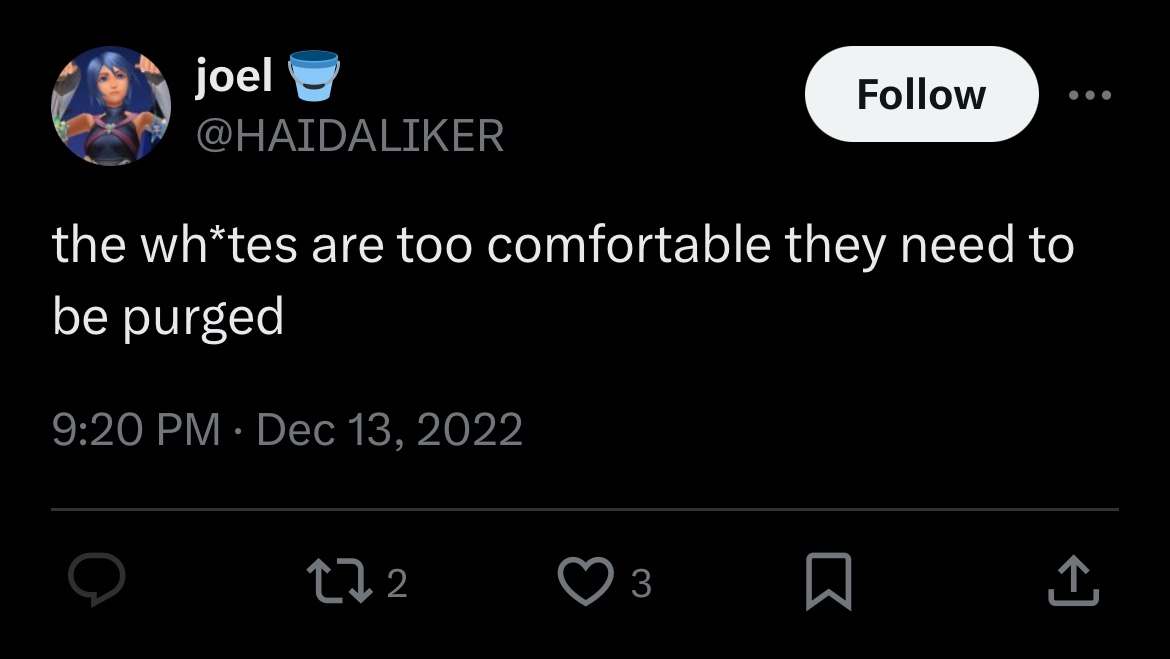 joel 🪣
@HAIDALIKER
Follow
the wh*tes are too comfortable they need to
be purged
9:20 PM · Dec 13, 2022
2
3